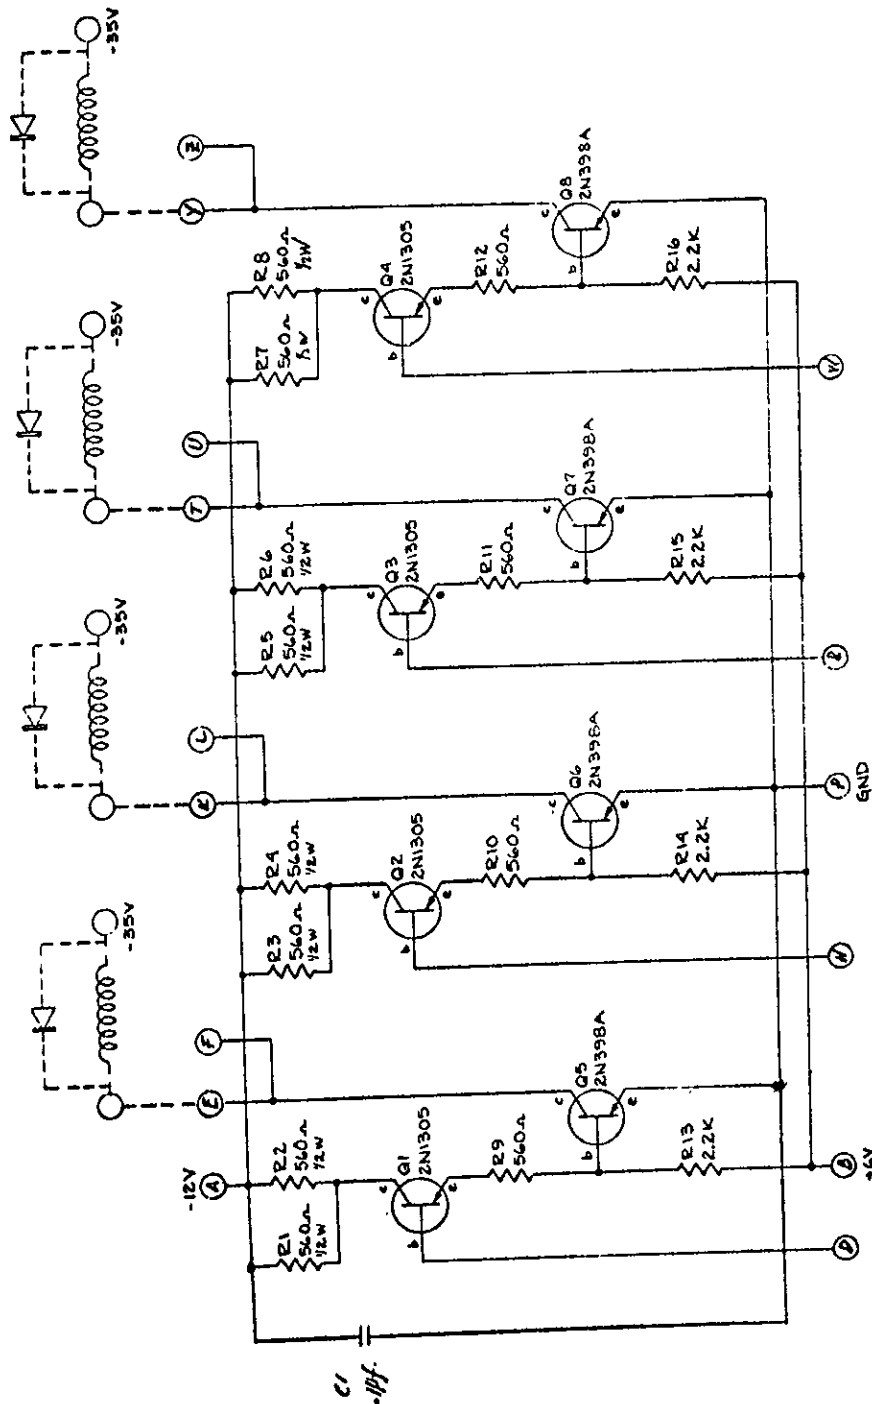 -35V
-35V
-35V
-35V
-12V
A
E
F
K
L
T
U
Y
Z
R1
560Ω
1/2W
R2
560Ω
1/2W
R3
560Ω
1/2W
R4
560Ω
1/2W
R5
560Ω
1/2W
R6
560Ω
1/2W
R7
560Ω
1/2W
R8
560Ω
1/2W
c
Q1
2N1305
b
e
c
Q2
2N1305
b
e
c
Q3
2N1305
b
e
c
Q4
2N1305
b
e
R9
560Ω
R10
560Ω
R11
560Ω
R12
560Ω
c
Q5
2N398A
b
e
c
Q6
2N398A
b
e
c
Q7
2N398A
b
e
c
Q8
2N398A
b
e
R13
2.2K
R14
2.2K
R15
2.2K
R16
2.2K
C1
D
B
+6V
N
P
GND
W